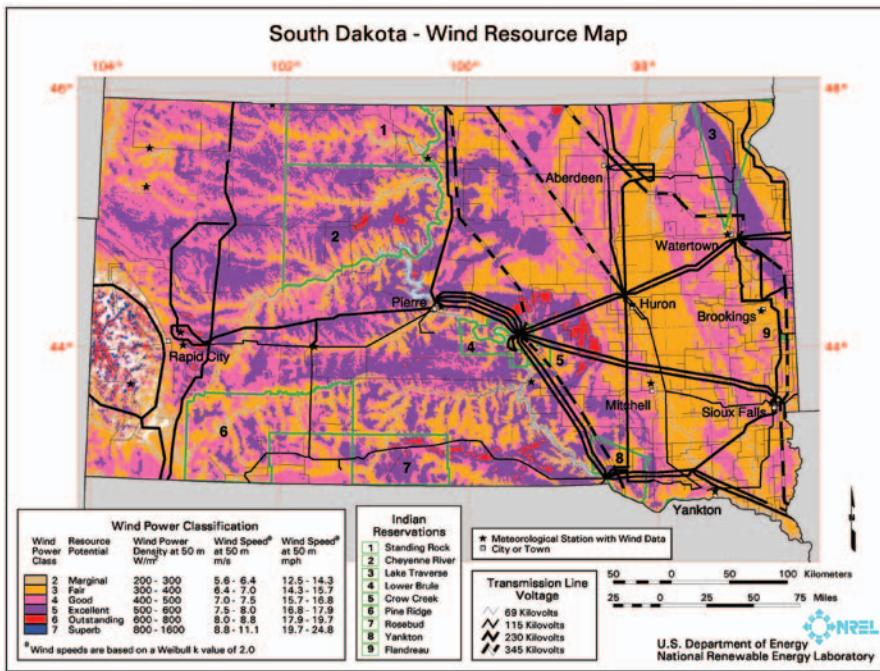 South Dakota - Wind Resource Map
104° 102 100 98
46° 46°
1
3
Aberdeen
2
Watertown
Pierre
Huron
Brookings
9
44° 44°
Rapid City
4
5
Mitchell
Sioux Falls
6
7
8
Yankton
Wind Power Classification
Wind Power Class Resource Potential Wind Power Density at 50 m W/m² Wind Speedª at 50 m m/s Wind Speedª at 50 m mph
2 Marginal 200 - 300 5.6 - 6.4 12.5 - 14.3
3 Fair 300 - 400 6.4 - 7.0 14.3 - 15.7
4 Good 400 - 500 7.0 - 7.5 15.7 - 16.8
5 Excellent 500 - 600 7.5 - 8.0 16.8 - 17.9
6 Outstanding 600 - 800 8.0 - 8.8 17.9 - 19.7
7 Superb 800 - 1600 8.8 - 11.1 19.7 - 24.8
ª Wind speeds are based on a Weibull k value of 2.0
Indian
Reservations
1 Standing Rock
2 Cheyenne River
3 Lake Traverse
4 Lower Brule
5 Crow Creek
6 Pine Ridge
7 Rosebud
8 Yankton
9 Flandreau
Meteorological Station with Wind Data
City or Town
Transmission Line
Voltage
69 Kilovolts
115 Kilovolts
230 Kilovolts
345 Kilovolts
50 0 50 100 Kilometers
25 0 25 50 75 Miles
NREL
U.S. Department of Energy
National Renewable Energy Laboratory